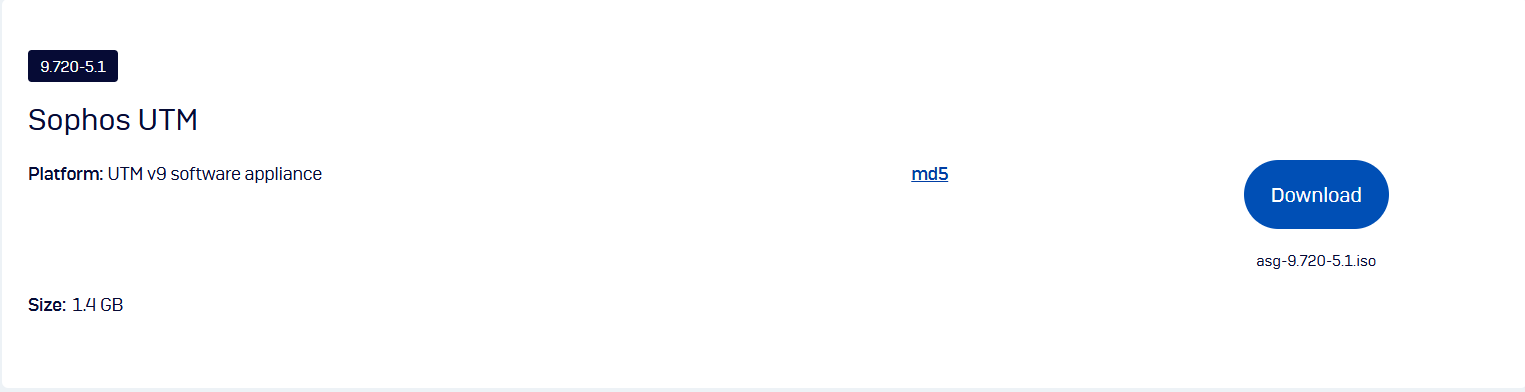 9.720-5.1
Sophos UTM
Platform: UTM v9 software appliance
md5
Download
asg-9.720-5.1.iso
Size: 1.4 GB